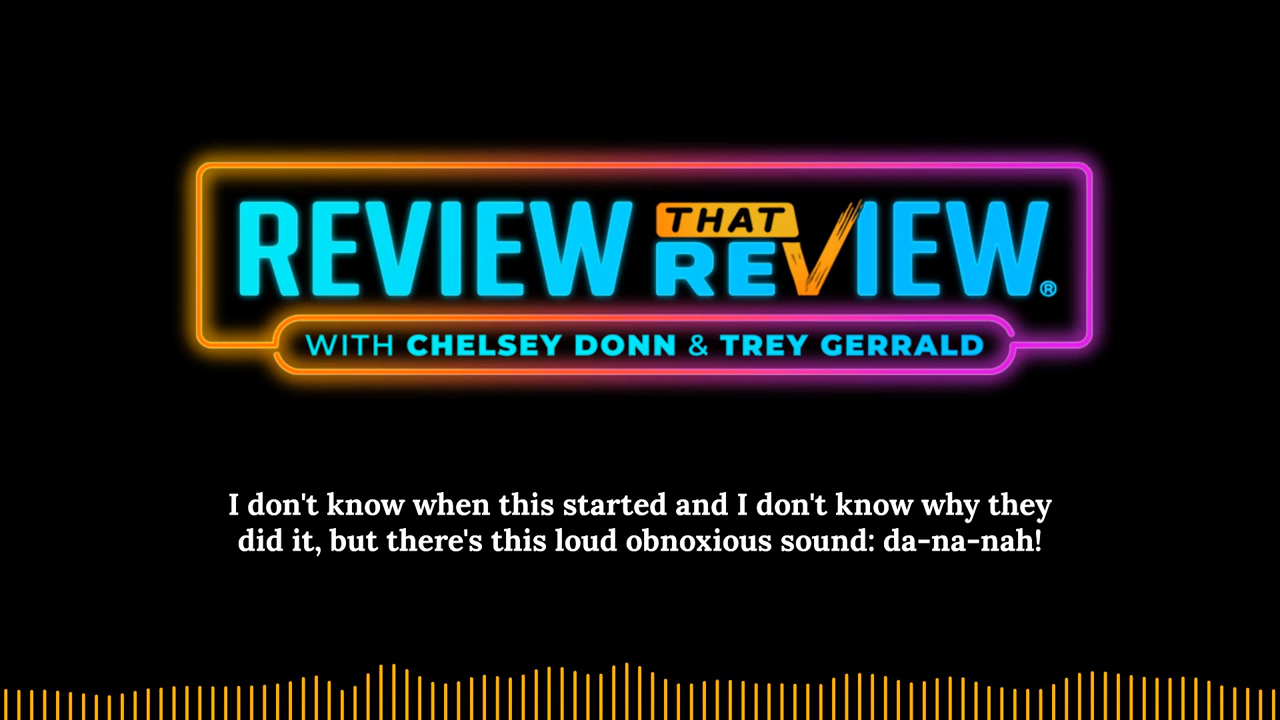 REVIEW THAT REVIEW®
WITH CHELSEY DONN & TREY GERRALD
I don't know when this started and I don't know why they
did it, but there's this loud obnoxious sound: da-na-nah!